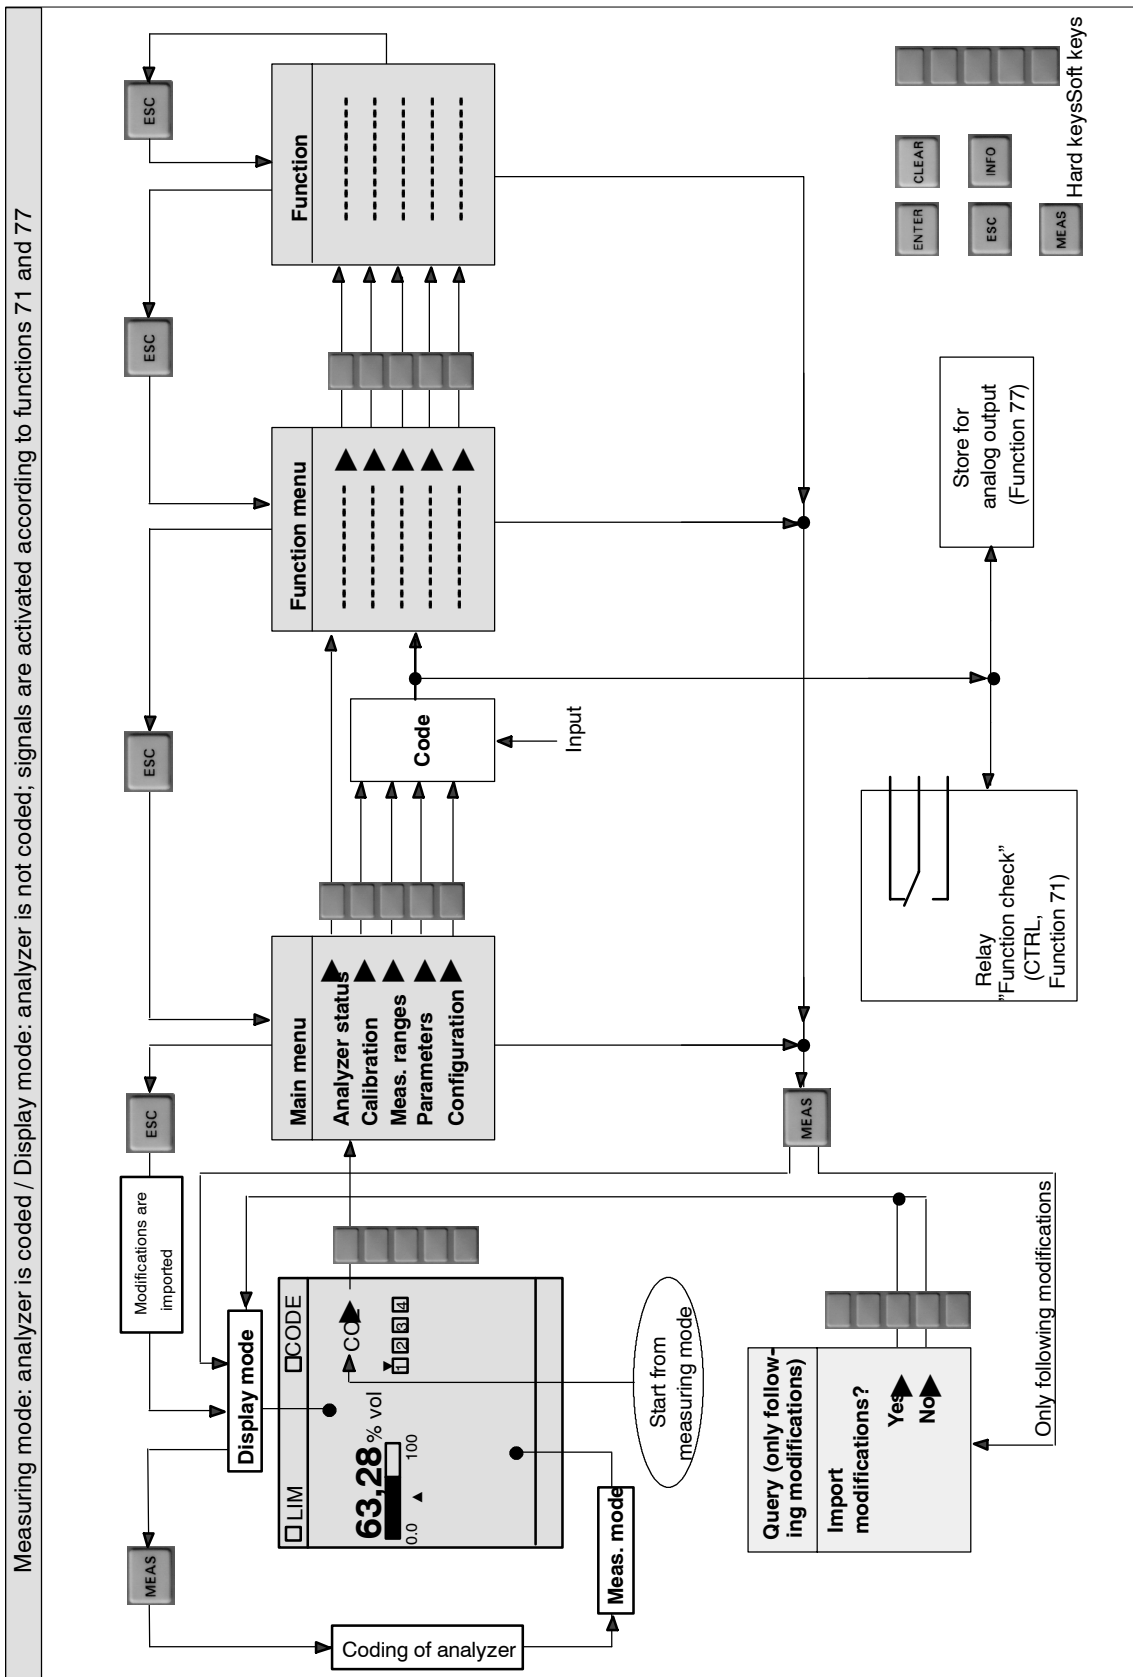 Measuring mode: analyzer is coded / Display mode: analyzer is not coded; signals are activated according to functions 71 and 77
MEAS
ESC
ESC
ESC
ESC
Modifications are
imported
Coding of analyzer
Display mode
Meas. mode
LIM
CODE
63,28 % vol
CO2
0.0
100
1 2 3 4
Start from
measuring mode
Main menu
Analyzer status
Calibration
Meas. ranges
Parameters
Configuration
Code
Input
Function menu
Function
Query (only follow-
ing modifications)
Import
modifications?
Yes
No
MEAS
Only following modifications
Relay
”Function check”
(CTRL,
Function 71)
Store for
analog output
(Function 77)
ENTER
CLEAR
ESC
INFO
MEAS
Hard keysSoft keys